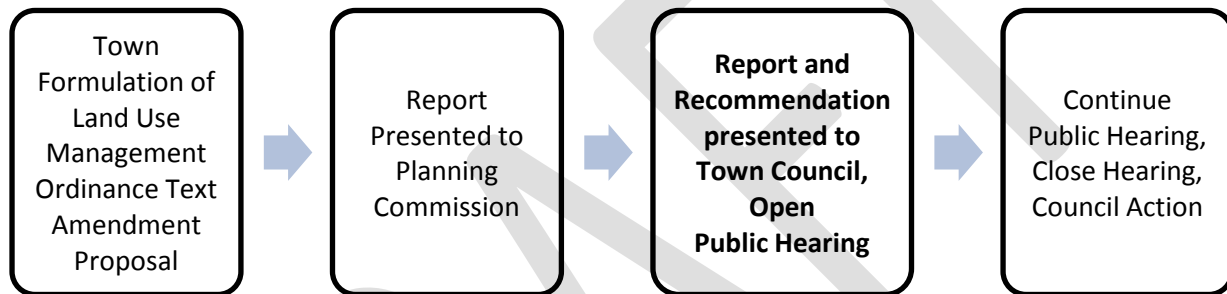 Town
Formulation of
Land Use
Management
Ordinance Text
Amendment
Proposal
Report
Presented to
Planning
Commission
Report and
Recommendation
presented to
Town Council,
Open
Public Hearing
Continue
Public Hearing,
Close Hearing,
Council Action